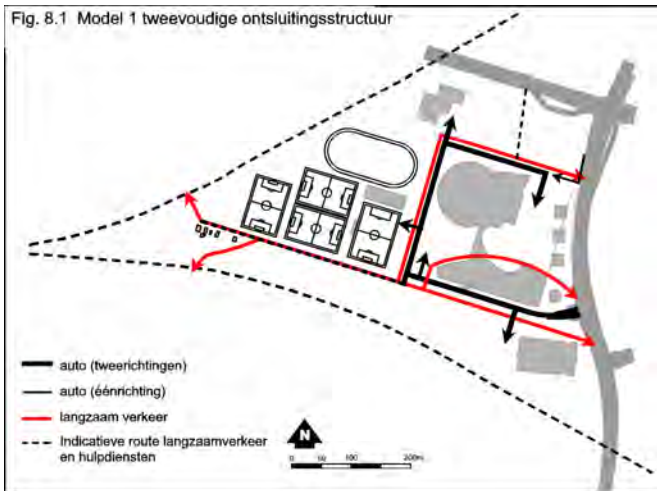 Fig. 8.1 Model 1 tweevoudige ontsluitingsstructuur
auto (tweerichtingen)
auto (éénrichting)
langzaam verkeer
Indicatieve route langzaamverkeer
en hulpdiensten
N
0 50 100 150 200m